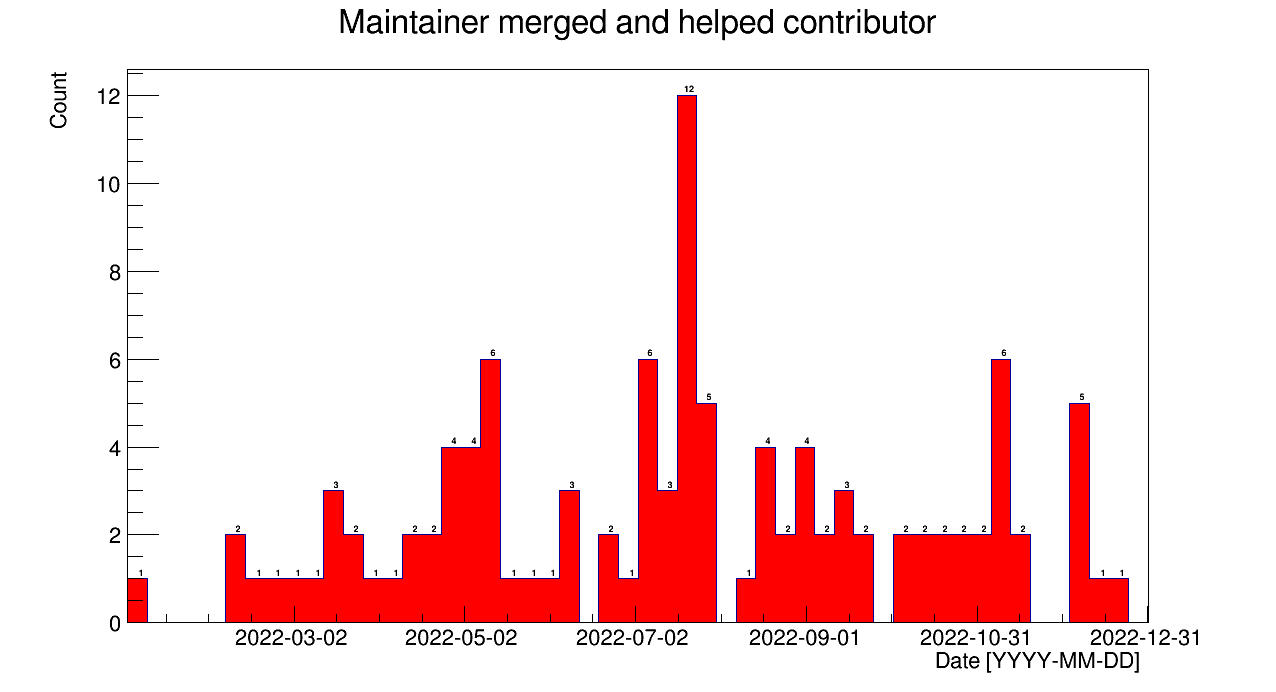 Maintainer merged and helped contributor
Count
12
10
8
6
4
2
0
1 2 1 1 1 1 3 2 1 1 2 2 4 4 6 1 1 1 3 2 1 6 3 12 5 1 4 2 4 2 3 2 2 2 2 2 2 6 2 5 1 1
2022-03-02 2022-05-02 2022-07-02 2022-09-01 2022-10-31 2022-12-31
Date [YYYY-MM-DD]